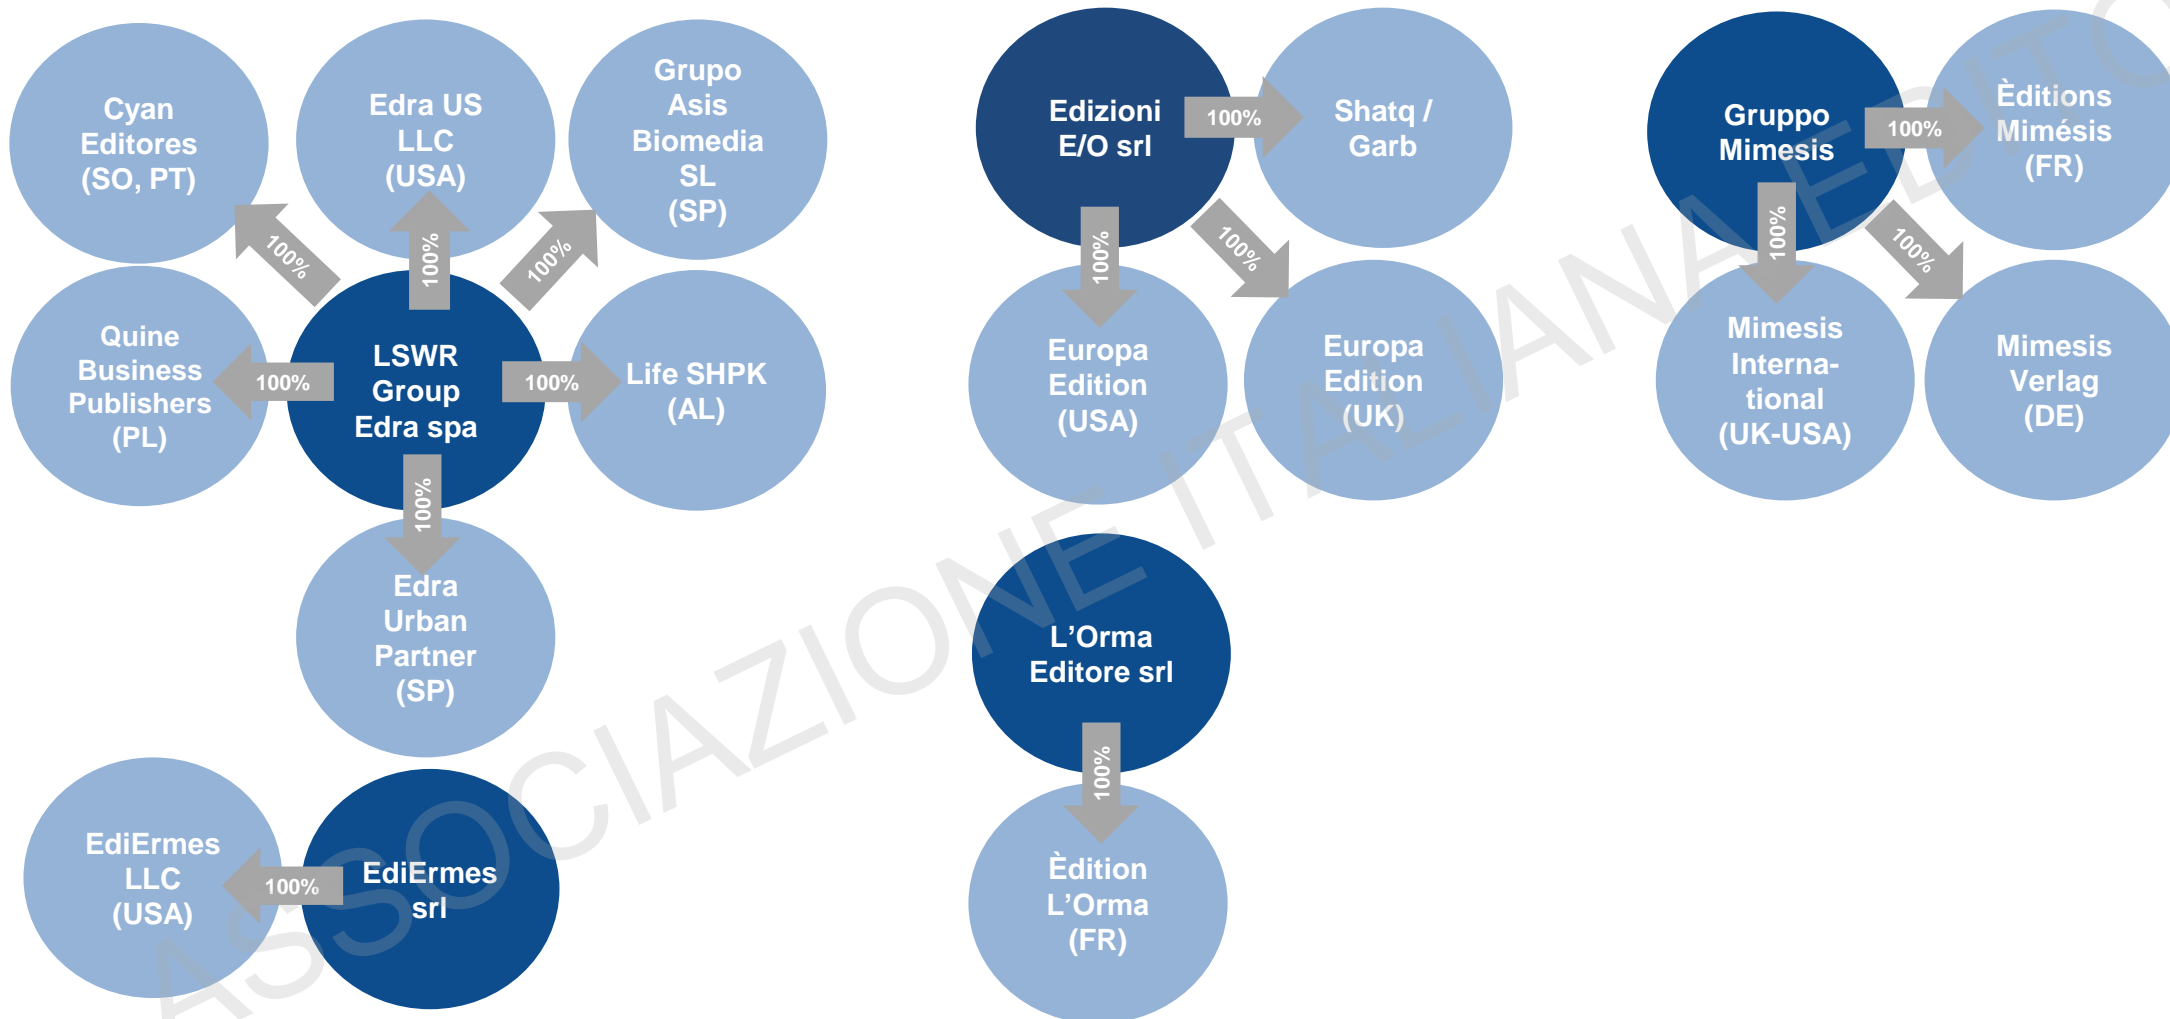 Cyan
Editores
(SO, PT)
100%
Edra US
LLC
(USA)
100%
Grupo
Asis
Biomedia
SL
(SP)
100%
Quine
Business
Publishers
(PL)
100%
LSWR
Group
Edra spa
100%
Life SHPK
(AL)
100%
Edra
Urban
Partner
(SP)
EdiErmes
LLC
(USA)
100%
EdiErmes
srl
Edizioni
E/O srl
100%
Shatq /
Garb
100%
100%
Europa
Edition
(USA)
Europa
Edition
(UK)
L’Orma
Editore srl
100%
Èdition
L’Orma
(FR)
Gruppo
Mimesis
100%
Èditions
Mimésis
(FR)
100%
100%
Mimesis
Interna-
tional
(UK-USA)
Mimesis
Verlag
(DE)
ASSOCIAZIONE ITALIANA EDITO